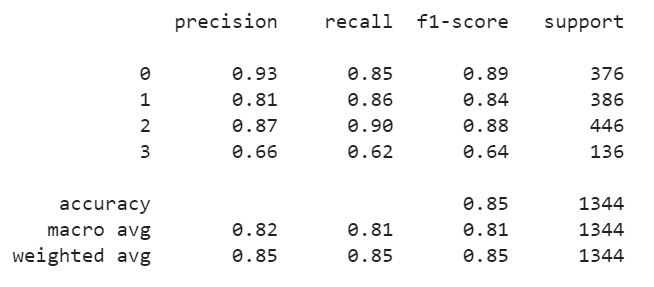 precision recall f1-score support
0 0.93 0.85 0.89 376
1 0.81 0.86 0.84 386
2 0.87 0.90 0.88 446
3 0.66 0.62 0.64 136
accuracy 0.85 1344
macro avg 0.82 0.81 0.81 1344
weighted avg 0.85 0.85 0.85 1344